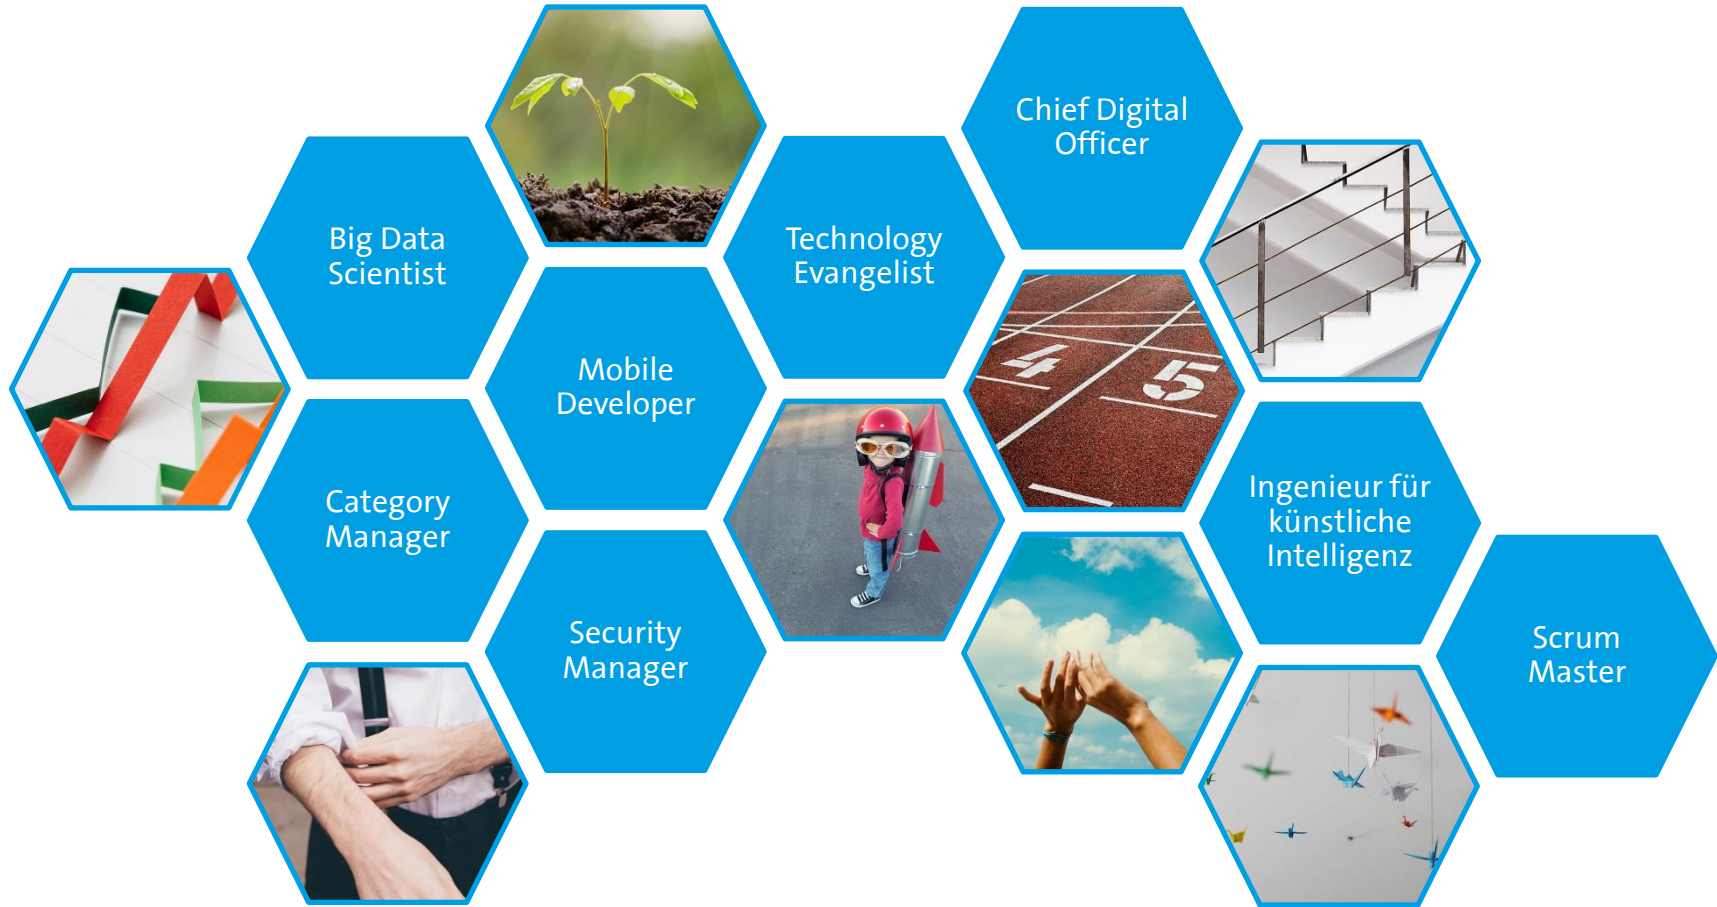 Chief Digital
Officer
Big Data
Scientist
Technology
Evangelist
Mobile
Developer
4
5
Category
Manager
Ingenieur für
künstliche
Intelligenz
Security
Manager
Scrum
Master